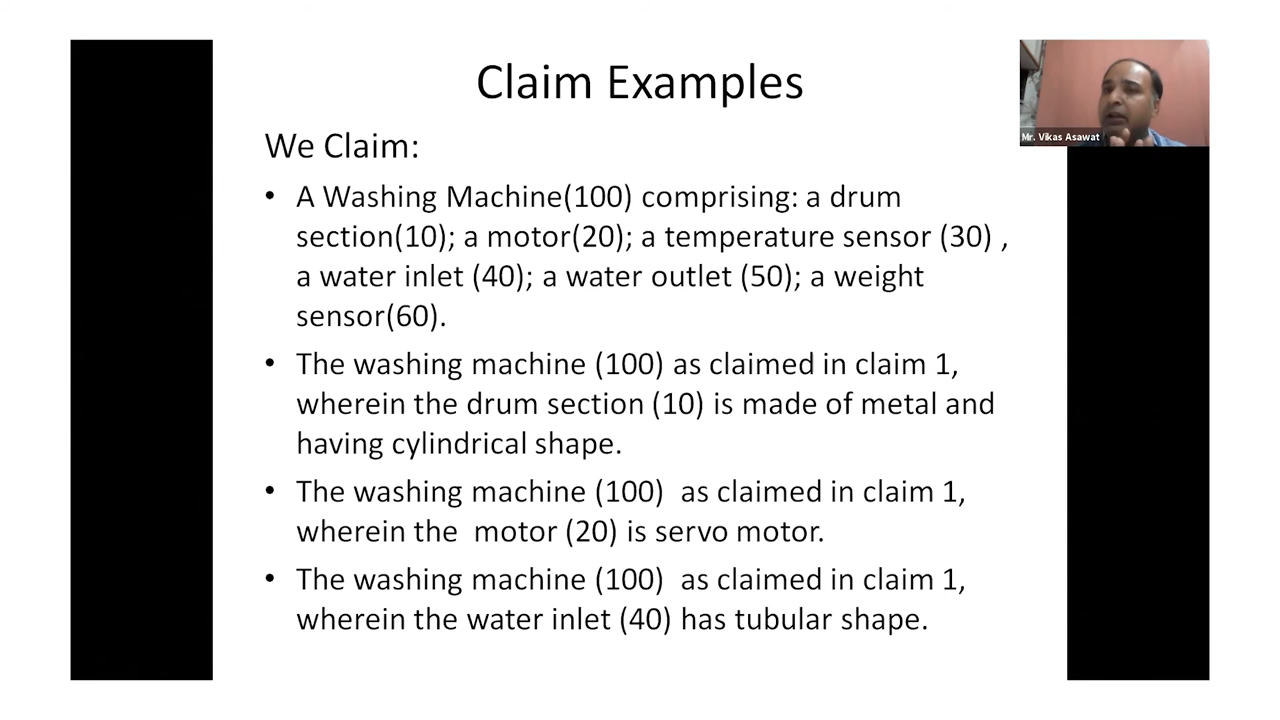 Claim Examples
We Claim:
• A Washing Machine(100) comprising: a drum
section(10); a motor(20); a temperature sensor (30) ,
a water inlet (40); a water outlet (50); a weight
sensor(60).
• The washing machine (100) as claimed in claim 1,
wherein the drum section (10) is made of metal and
having cylindrical shape.
• The washing machine (100)  as claimed in claim 1,
wherein the  motor (20) is servo motor.
• The washing machine (100)  as claimed in claim 1,
wherein the water inlet (40) has tubular shape.
Mr. Vikas Asawat